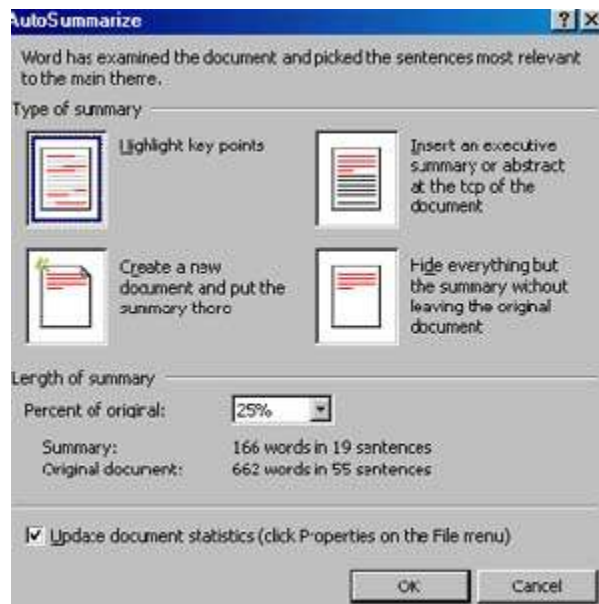 AutoSummarize
Word has examined the document and picked the sentences most relevant
to the main theme.
Type of summary
Highlight key points
Insert an executive
summary or abstract
at the top of the
document
Create a new
document and put the
summary there
Hide everything but
the summary without
leaving the original
document
Length of summary
Percent of original:
25%
Summary: 166 words in 19 sentences
Original document: 662 words in 55 sentences
Update document statistics (click Properties on the File menu)
OK Cancel